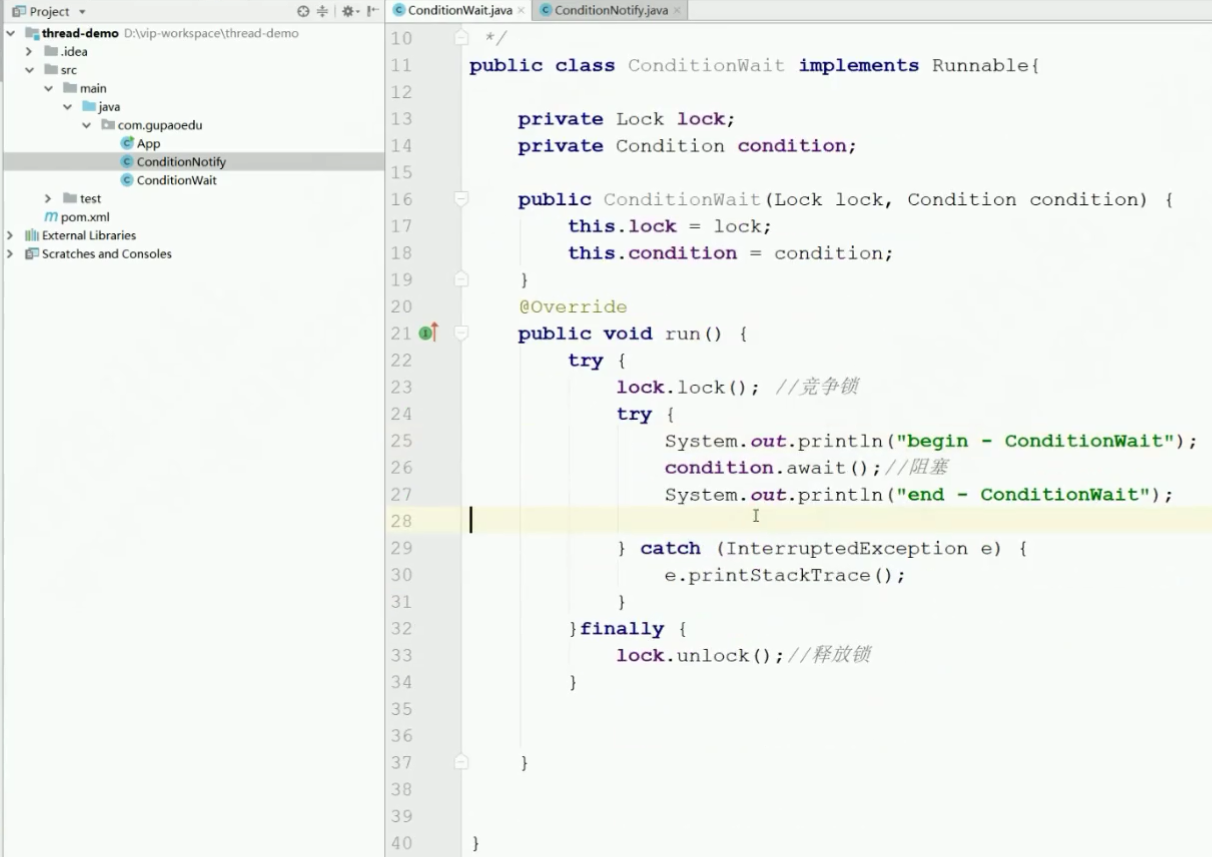 Project
thread-demo D:\vip-workspace\thread-demo
.idea
src
main
java
com.gupaoedu
App
ConditionNotify
ConditionWait
test
pom.xml
External Libraries
Scratches and Consoles
ConditionWait.java ConditionNotify.java
10 */
11 public class ConditionWait implements Runnable{
12
13 private Lock lock;
14 private Condition condition;
15
16 public ConditionWait(Lock lock, Condition condition) {
17 this.lock = lock;
18 this.condition = condition;
19 }
20 @Override
21 public void run() {
22 try {
23 lock.lock(); //竞争锁
24 try {
25 System.out.println("begin - ConditionWait");
26 condition.await();//阻塞
27 System.out.println("end - ConditionWait");
28
29 } catch (InterruptedException e) {
30 e.printStackTrace();
31 }
32 }finally {
33 lock.unlock();//释放锁
34 }
35
36
37 }
38
39
40 }